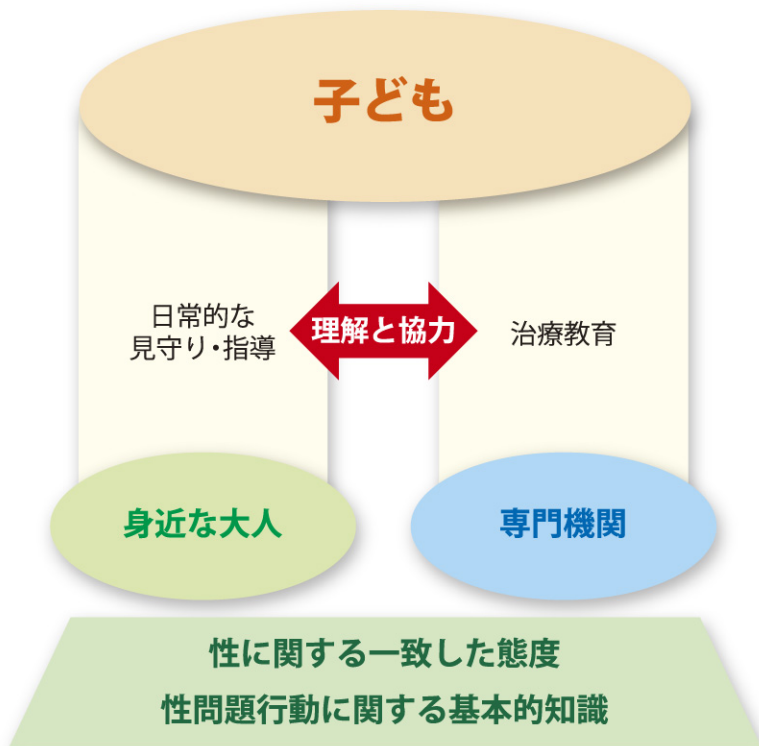 子ども
日常的な
見守り・指導
理解と協力
治療教育
身近な大人
専門機関
性に関する一致した態度
性問題行動に関する基本的知識